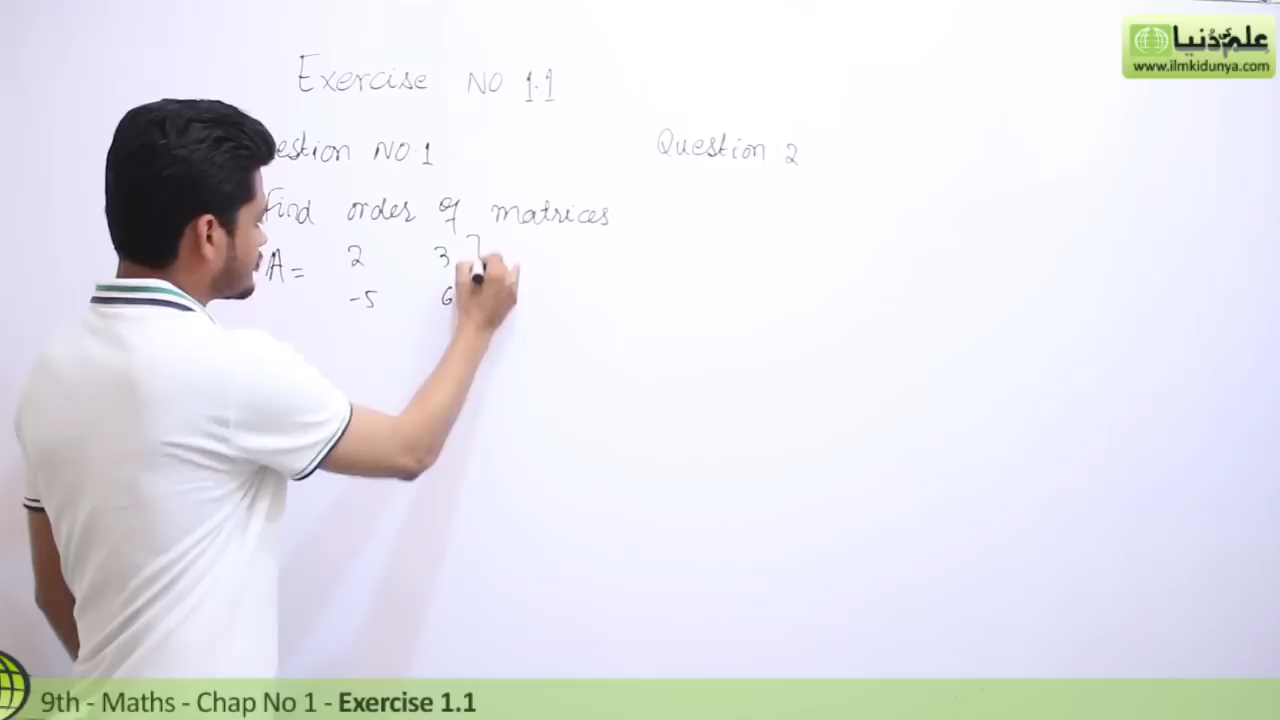 علم کی دنیا
www.ilmkidunya.com
Exercise No 1.1
estion No.1
Question.2
Find order of matrices
A = 2 3
-5 6
9th - Maths - Chap No 1 - Exercise 1.1